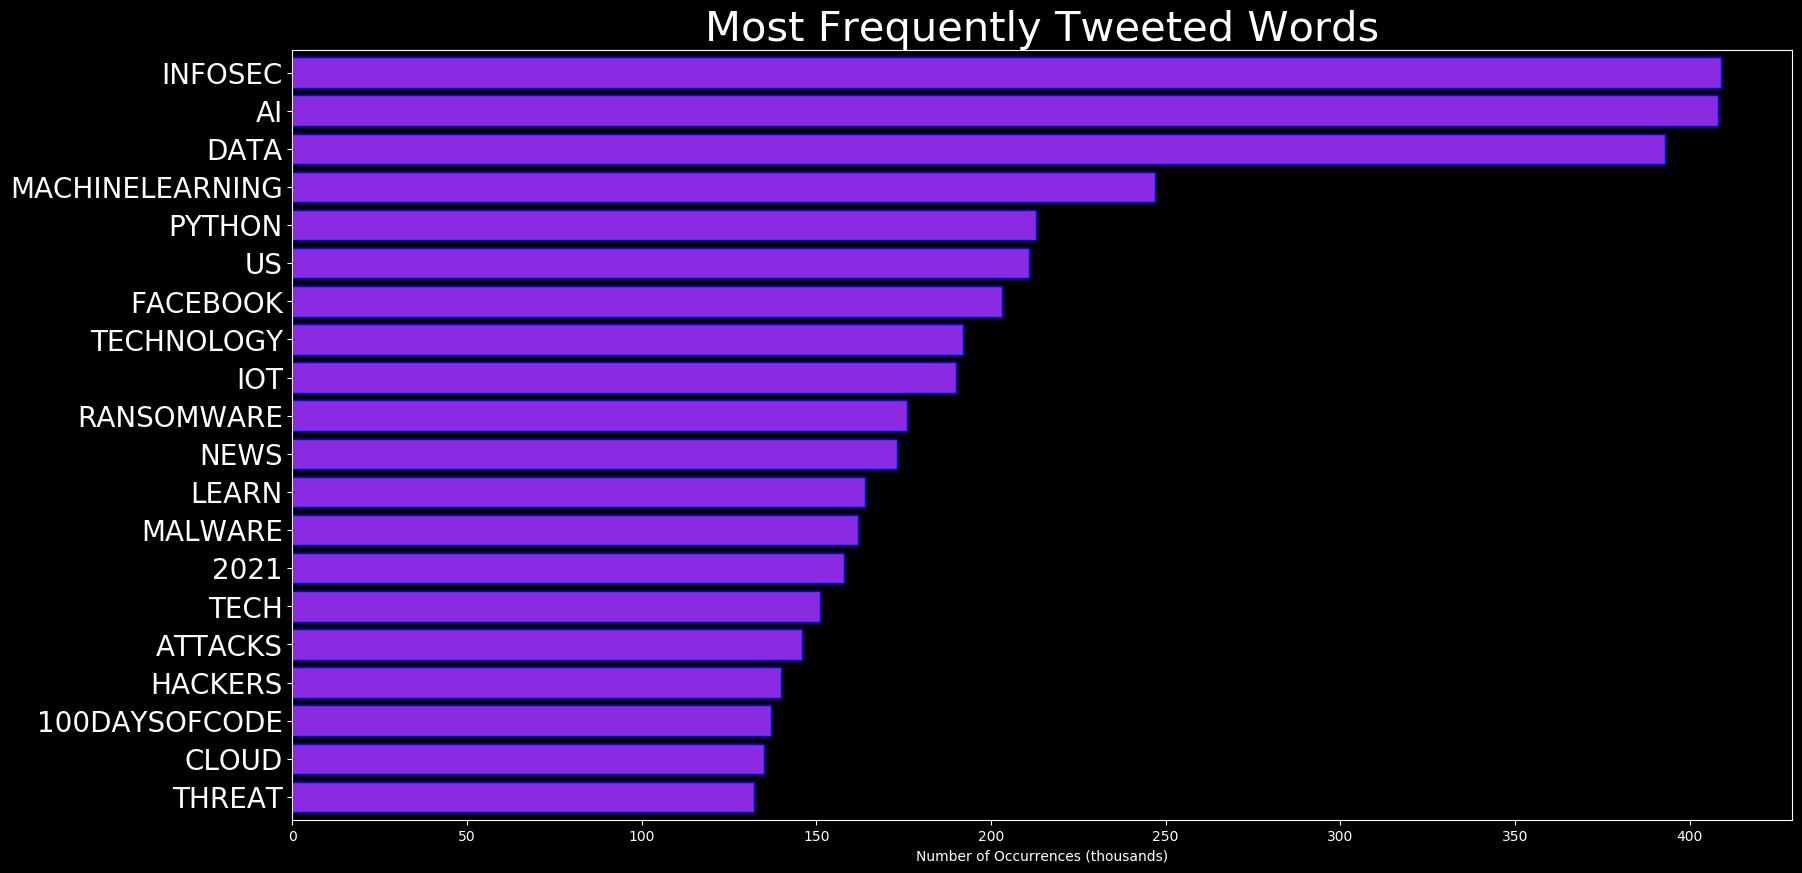 Most Frequently Tweeted Words
INFOSEC
AI
DATA
MACHINELEARNING
PYTHON
US
FACEBOOK
TECHNOLOGY
IOT
RANSOMWARE
NEWS
LEARN
MALWARE
2021
TECH
ATTACKS
HACKERS
100DAYSOFCODE
CLOUD
THREAT
0 50 100 150 200 250 300 350 400
Number of Occurrences (thousands)